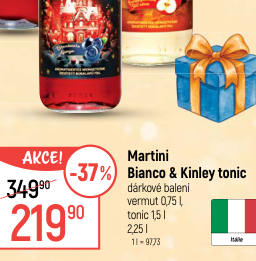 AKCE!
-37%
349⁹⁰
219⁹⁰
Martini
Bianco & Kinley tonic
dárkové balení
vermut 0,75 l,
tonic 1,5 l
2,25 l
1 l = 97,73
Itálie